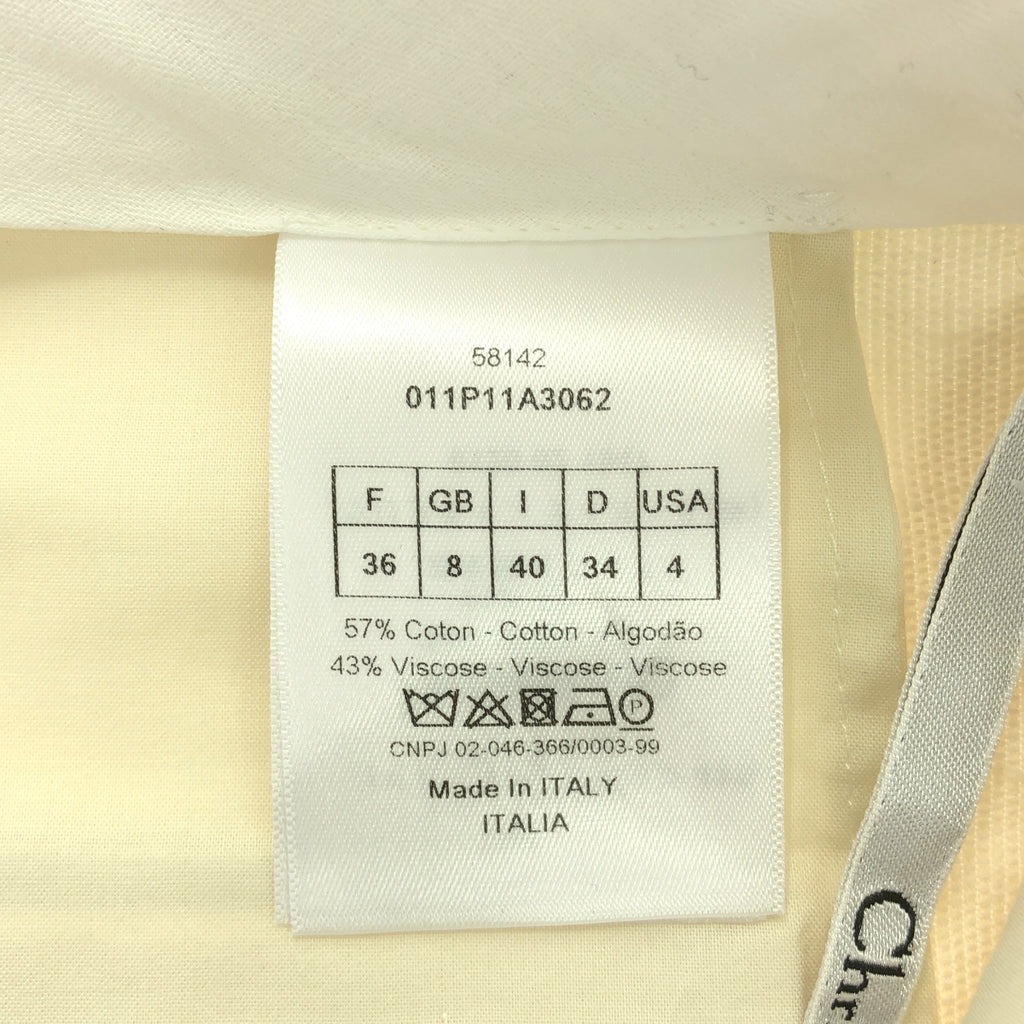 58142
011P11A3062
F GB I D USA
36 8 40 34 4
57% Coton - Cotton - Algodão
43% Viscose - Viscose - Viscose
P
CNPJ 02-046-366/0003-99
Made In ITALY
ITALIA
Chr